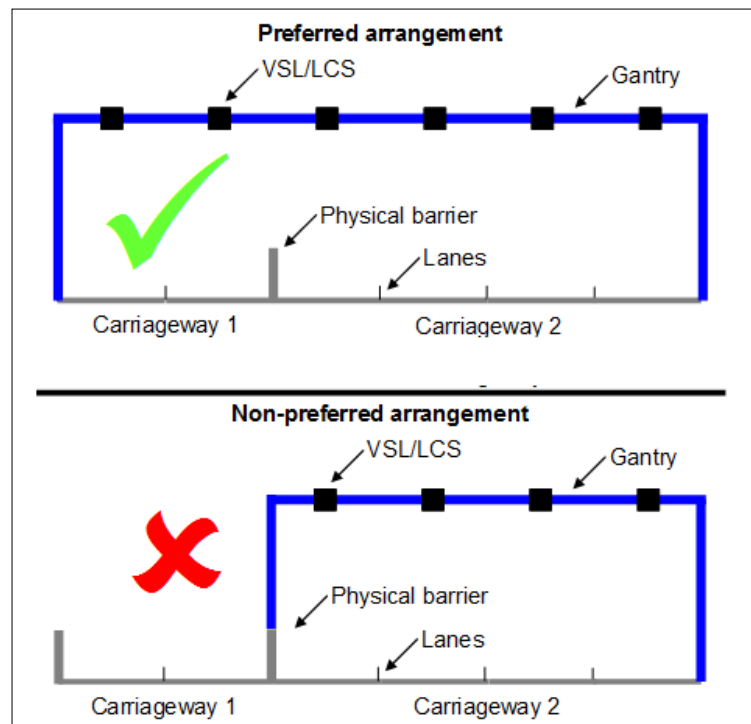 Preferred arrangement
VSL/LCS
Gantry
Physical barrier
Lanes
Carriageway 1
Carriageway 2
Non-preferred arrangement
VSL/LCS
Gantry
Physical barrier
Lanes
Carriageway 1
Carriageway 2